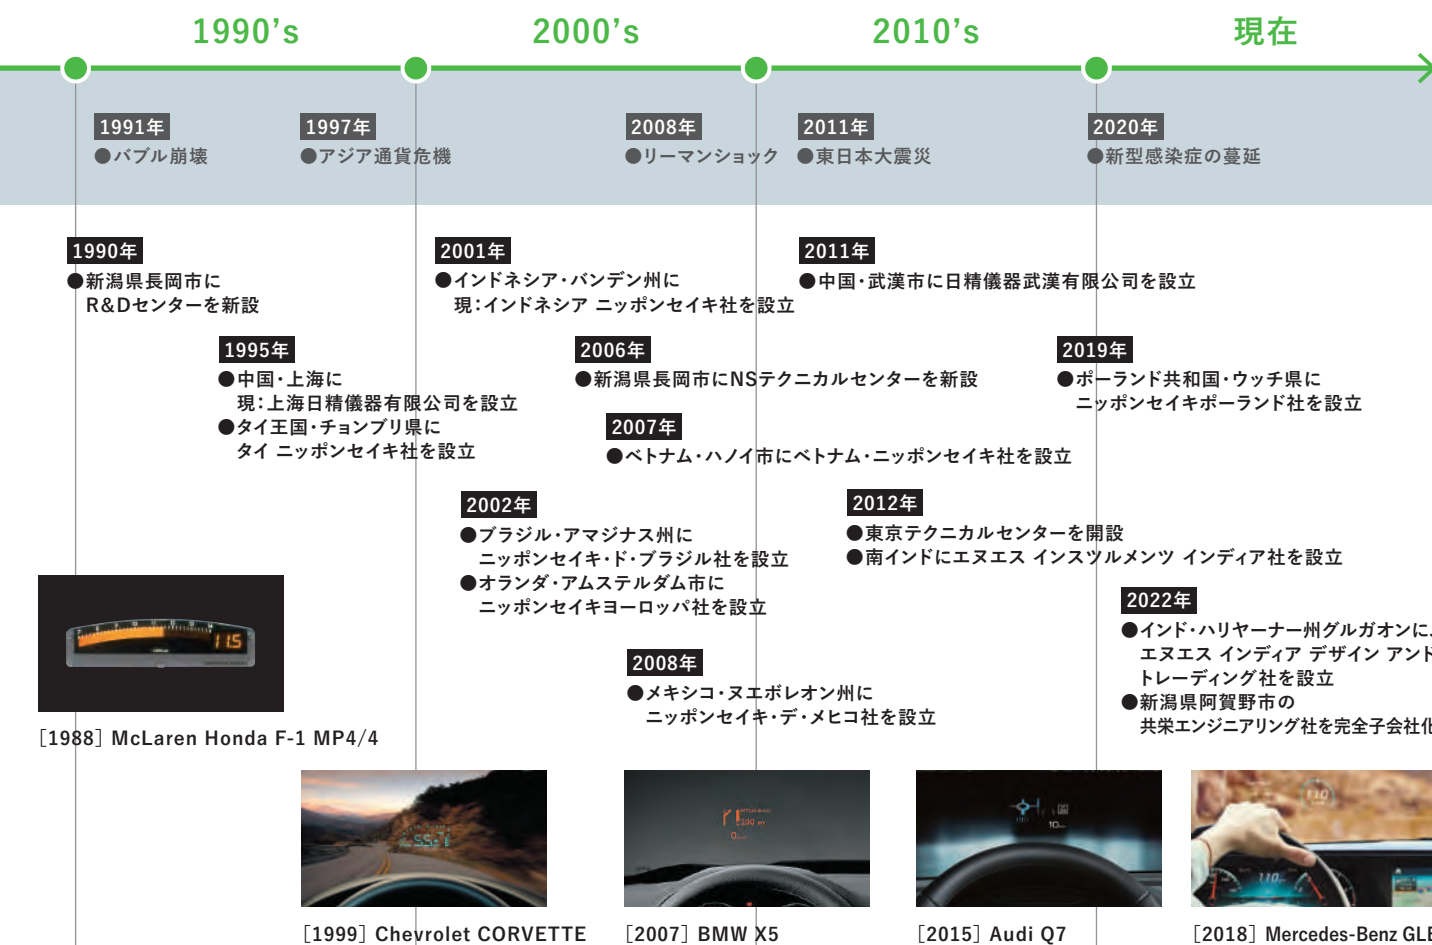 1990's
2000's
2010's
現在
1991年
●バブル崩壊
1997年
●アジア通貨危機
2008年
●リーマンショック
2011年
●東日本大震災
2020年
●新型感染症の蔓延
1990年
●新潟県長岡市に
R&Dセンターを新設
1995年
●中国・上海に
現：上海日精儀器有限公司を設立
●タイ王国・チョンブリ県に
タイ ニッポンセイキ社を設立
2001年
●インドネシア・バンデン州に
現：インドネシア ニッポンセイキ社を設立
2006年
●新潟県長岡市にNSテクニカルセンターを新設
2007年
●ベトナム・ハノイ市にベトナム・ニッポンセイキ社を設立
2002年
●ブラジル・アマジナス州に
ニッポンセイキ・ド・ブラジル社を設立
●オランダ・アムステルダム市に
ニッポンセイキヨーロッパ社を設立
2008年
●メキシコ・ヌエボレオン州に
ニッポンセイキ・デ・メヒコ社を設立
2011年
●中国・武漢市に日精儀器武漢有限公司を設立
2019年
●ポーランド共和国・ウッチ県に
ニッポンセイキポーランド社を設立
2012年
●東京テクニカルセンターを開設
●南インドにエヌエス インスツルメンツ インディア社を設立
2022年
●インド・ハリヤーナー州グルガオンに、
エヌエス インディア デザイン アンド
トレーディング社を設立
●新潟県阿賀野市の
共栄エンジニアリング社を完全子会社化
11.5
［1988］McLaren Honda F-1 MP4/4
［1999］Chevrolet CORVETTE
200
0
［2007］BMW X5
10
［2015］Audi Q7
110
110
［2018］Mercedes-Benz GLE